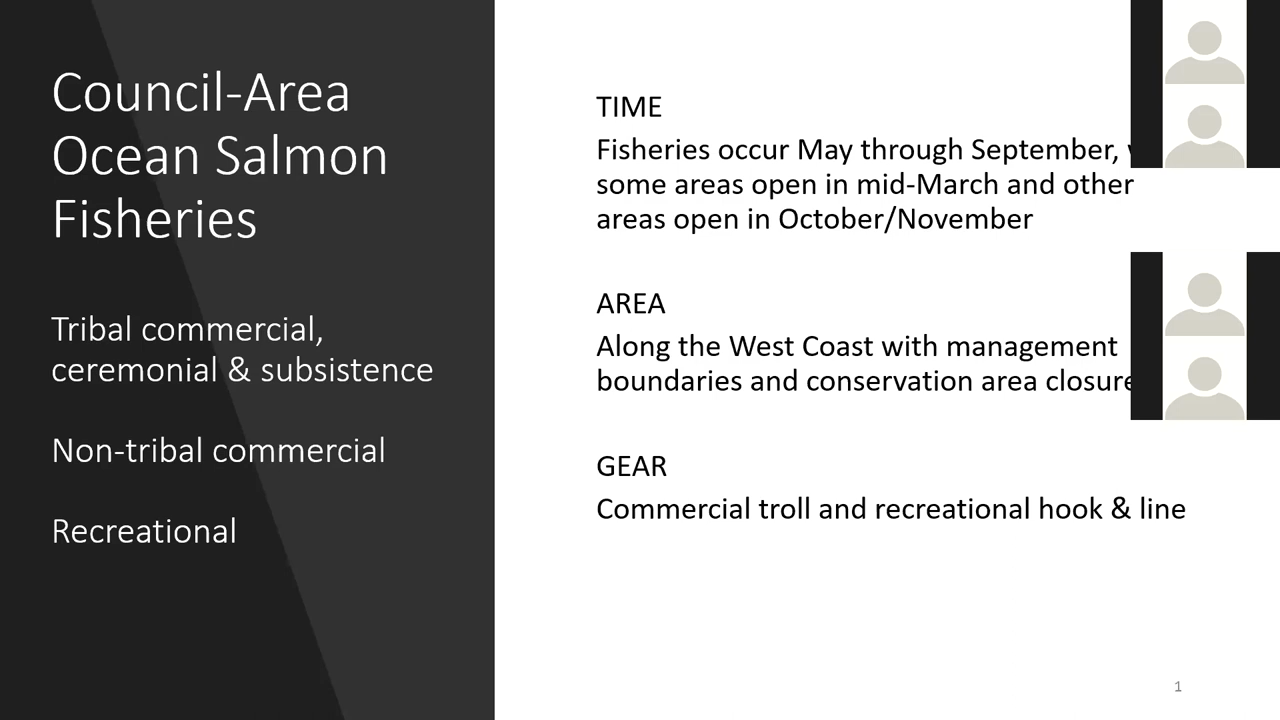 Council-Area
Ocean Salmon
Fisheries
Tribal commercial,
ceremonial & subsistence
Non-tribal commercial
Recreational
TIME
Fisheries occur May through September,
some areas open in mid-March and other
areas open in October/November
AREA
Along the West Coast with management
boundaries and conservation area closure
GEAR
Commercial troll and recreational hook & line
1